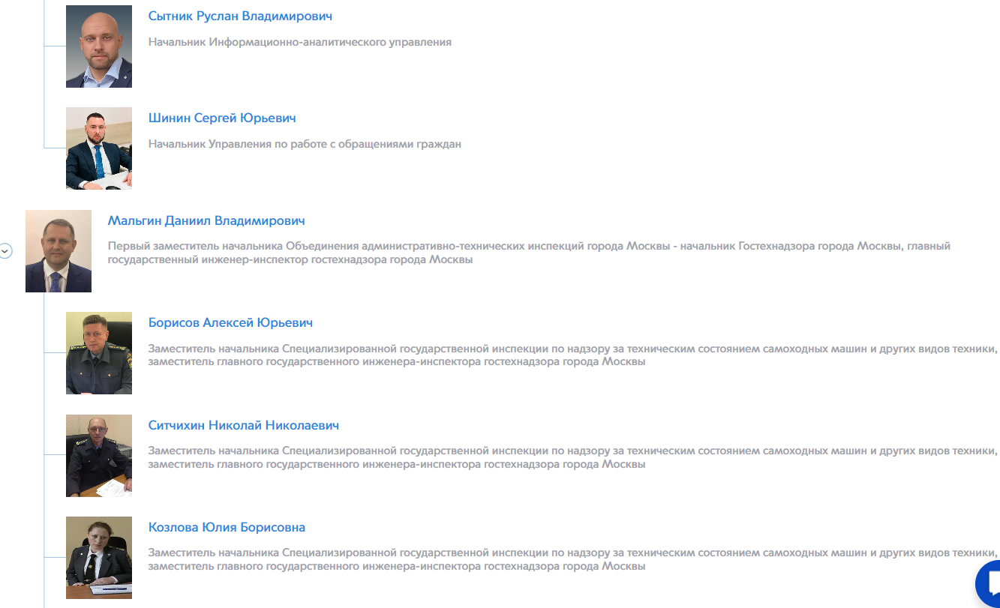 Сытник Руслан Владимирович
Начальник Информационно-аналитического управления
Шинин Сергей Юрьевич
Начальник Управления по работе с обращениями граждан
Мальгин Даниил Владимирович
Первый заместитель начальника Объединения административно-технических инспекций города Москвы - начальник Гостехнадзора города Москвы, главный
государственный инженер-инспектор гостехнадзора города Москвы
Борисов Алексей Юрьевич
Заместитель начальника Специализированной государственной инспекции по надзору за техническим состоянием самоходных машин и других видов техники,
заместитель главного государственного инженера-инспектора гостехнадзора города Москвы
Ситчихин Николай Николаевич
Заместитель начальника Специализированной государственной инспекции по надзору за техническим состоянием самоходных машин и других видов техники,
заместитель главного государственного инженера-инспектора гостехнадзора города Москвы
Козлова Юлия Борисовна
Заместитель начальника Специализированной государственной инспекции по надзору за техническим состоянием самоходных машин и других видов техники,
заместитель главного государственного инженера-инспектора гостехнадзора города Москвы